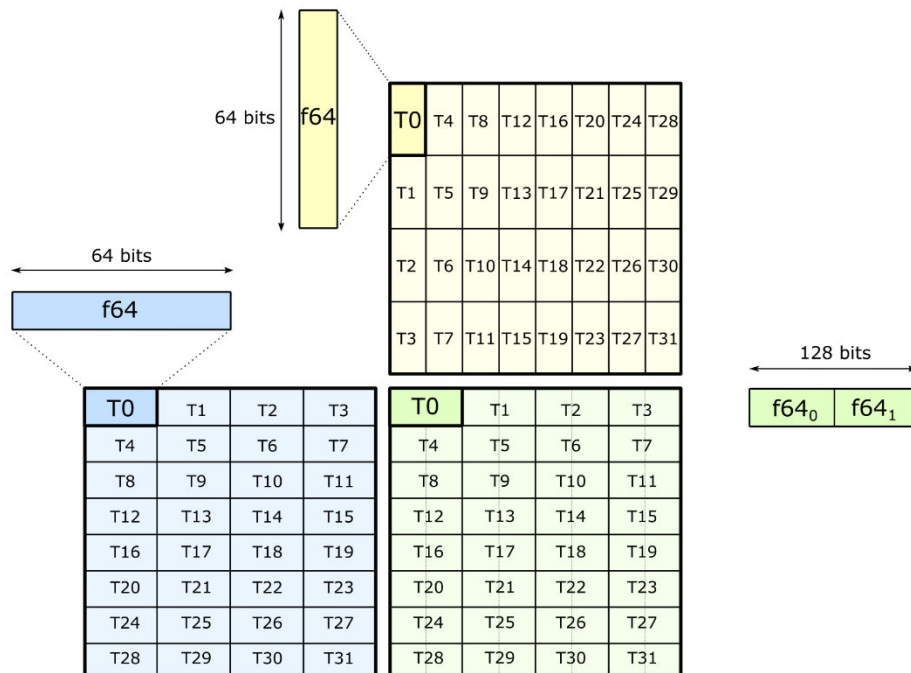 64 bits
f64
T0 T4 T8 T12 T16 T20 T24 T28
T1 T5 T9 T13 T17 T21 T25 T29
T2 T6 T10 T14 T18 T22 T26 T30
T3 T7 T11 T15 T19 T23 T27 T31
64 bits
f64
T0 T1 T2 T3
T4 T5 T6 T7
T8 T9 T10 T11
T12 T13 T14 T15
T16 T17 T18 T19
T20 T21 T22 T23
T24 T25 T26 T27
T28 T29 T30 T31
T0 T1 T2 T3
T4 T5 T6 T7
T8 T9 T10 T11
T12 T13 T14 T15
T16 T17 T18 T19
T20 T21 T22 T23
T24 T25 T26 T27
T28 T29 T30 T31
128 bits
f64₀ f64₁